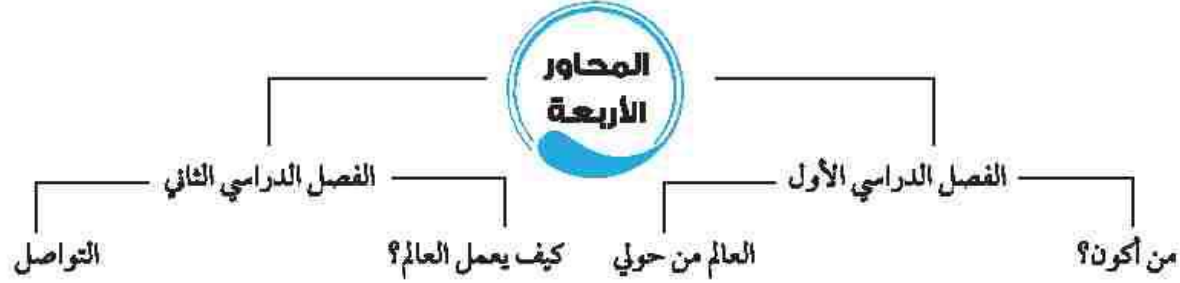 المحاور
الأربعة
الفصل الدراسي الأول
الفصل الدراسي الثاني
من أكون؟
العالم من حولي
كيف يعمل العالم؟
التواصل